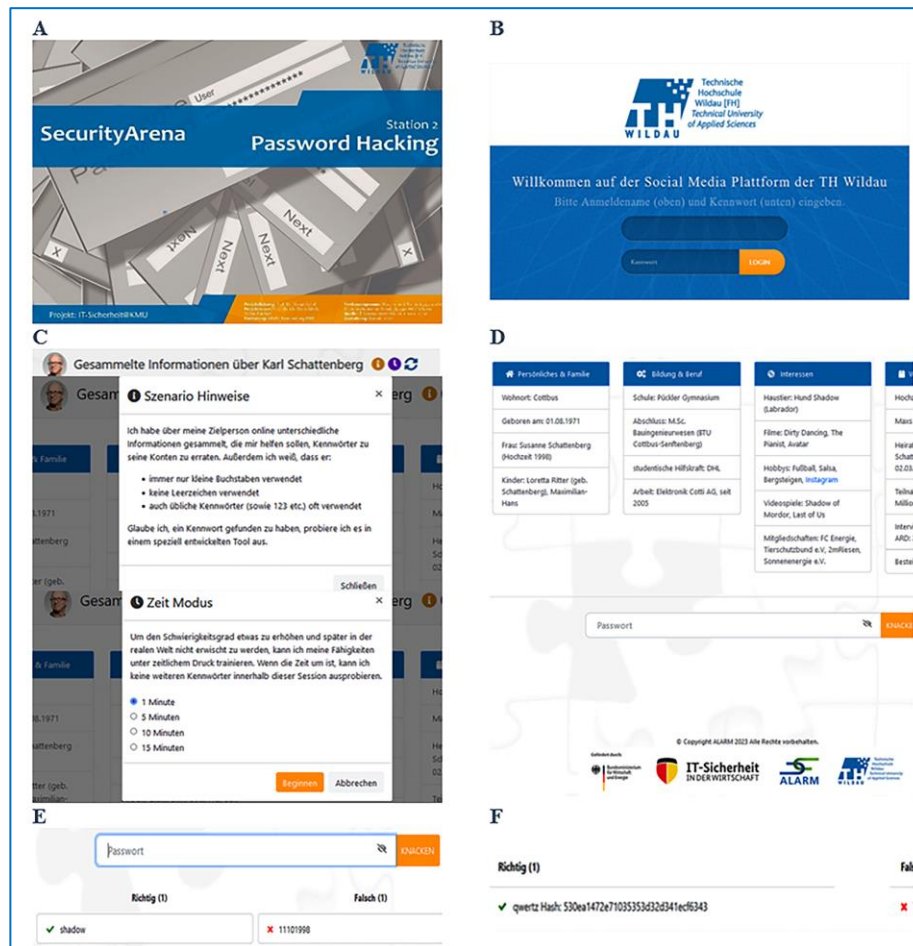 A
Technische
Hochschule
Wildau [FH]
Technical University
of Applied Sciences
User
**************
SecurityArena
Station 2
Password Hacking
Next
Next
Next
Next
Next
X
X
Projekt: IT-Sicherheit@KMU
B
Technische
Hochschule
Wildau [FH]
Technical University
of Applied Sciences
TH
WILDAU
Willkommen auf der Social Media Plattform der TH Wildau
Bitte Anmeldename (oben) und Kennwort (unten) eingeben.
Kennwort
LOGIN
C
Gesammelte Informationen über Karl Schattenberg
Szenario Hinweise ×
Ich habe über meine Zielperson online unterschiedliche
Informationen gesammelt, die mir helfen sollen, Kennwörter zu
seine Konten zu erraten. Außerdem ich weiß, dass er:
• immer nur kleine Buchstaben verwendet
• keine Leerzeichen verwendet
• auch übliche Kennwörter (sowie 123 etc.) oft verwendet
Glaube ich, ein Kennwort gefunden zu haben, probiere ich es in
einem speziell entwickelten Tool aus.
Schließen
Zeit Modus ×
Um den Schwierigkeitsgrad etwas zu erhöhen und später in der
realen Welt nicht erwischt zu werden, kann ich meine Fähigkeiten
unter zeitlichem Druck trainieren. Wenn die Zeit um ist, kann ich
keine weiteren Kennwörter innerhalb dieser Session ausprobieren.
1 Minute
5 Minuten
10 Minuten
15 Minuten
Beginnen Abbrechen
D
Persönliches & Familie
Wohnort: Cottbus
Geboren am: 01.08.1971
Frau: Susanne Schattenberg
(Hochzeit 1998)
Kinder: Loretta Ritter (geb.
Schattenberg), Maximilian-
Hans
Bildung & Beruf
Schule: Pückler Gymnasium
Abschluss: M.Sc.
Bauingenieurwesen (BTU
Cottbus-Senftenberg)
studentische Hilfskraft: DHL
Arbeit: Elektronik Cotti AG, seit
2005
Interessen
Haustier: Hund Shadow
(Labrador)
Filme: Dirty Dancing, The
Pianist, Avatar
Hobbys: Fußball, Salsa,
Bergsteigen, Instagram
Videospiele: Shadow of
Mordor, Last of Us
Mitgliedschaften: FC Energie,
Tierschutzbund e.V, 2mRiesen,
Sonnenenergie e.V.
Passwort
KNACKEN
© Copyright ALARM 2023 Alle Rechte vorbehalten.
IT-Sicherheit
IN DER WIRTSCHAFT
ALARM
E
Passwort
KNACKEN
Richtig (1) Falsch (1)
shadow 11101998
F
Richtig (1)
qwertz Hash: 530ea1472e71035353d32d341ecf6343